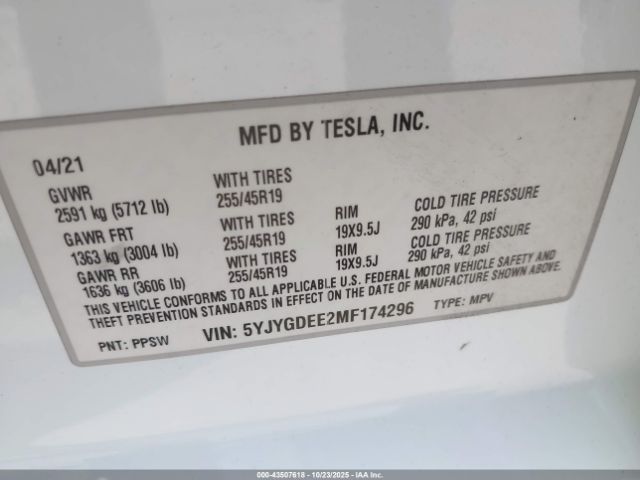 MFD BY TESLA, INC.
04/21
GVWR WITH TIRES
2591 kg (5712 lb) 255/45R19 RIM COLD TIRE PRESSURE
GAWR FRT WITH TIRES 19X9.5J 290 kPa, 42 psi
1363 kg (3004 lb) 255/45R19 RIM COLD TIRE PRESSURE
GAWR RR WITH TIRES 19X9.5J 290 kPa, 42 psi
1636 kg (3606 lb) 255/45R19
THIS VEHICLE CONFORMS TO ALL APPLICABLE U.S. FEDERAL MOTOR VEHICLE SAFETY AND
THEFT PREVENTION STANDARDS IN EFFECT ON THE DATE OF MANUFACTURE SHOWN ABOVE.
PNT: PPSW VIN: 5YJYGDEE2MF174296 TYPE: MPV
000-43507618 - 10/23/2025 - IAA Inc.